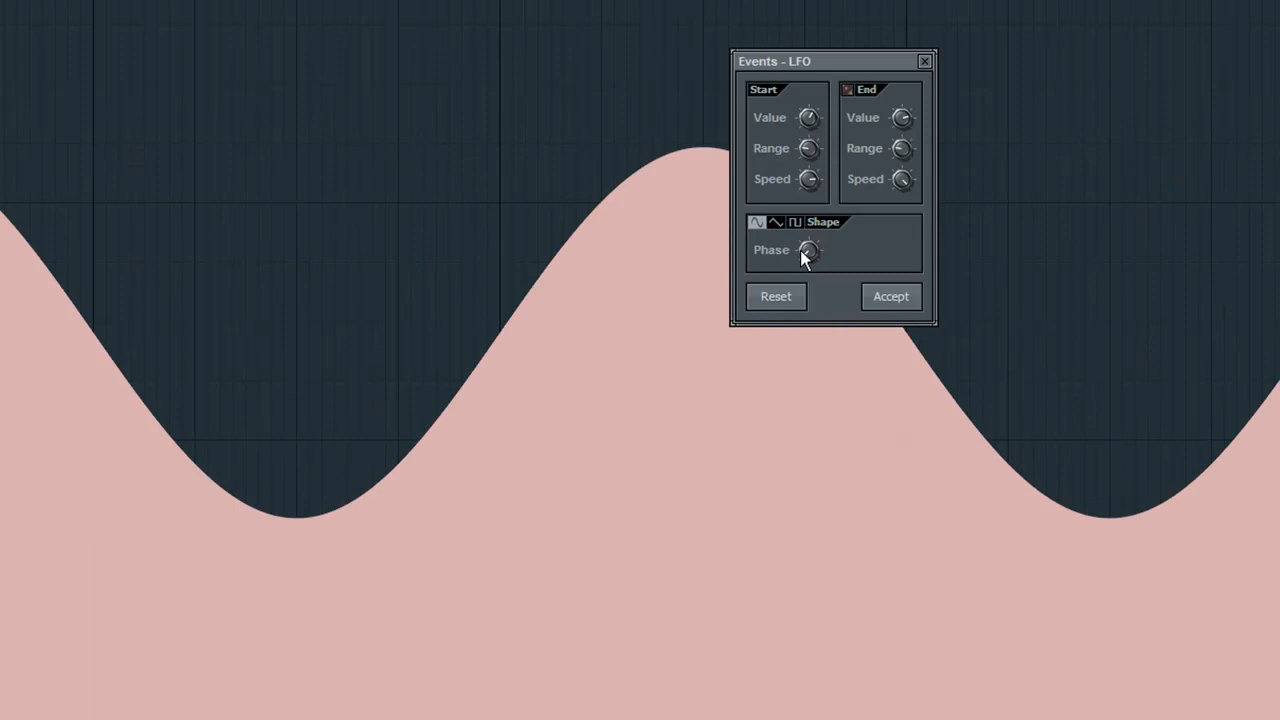 Events - LFO
Start
End
Value
Value
Range
Range
Speed
Speed
Shape
Phase
Reset
Accept